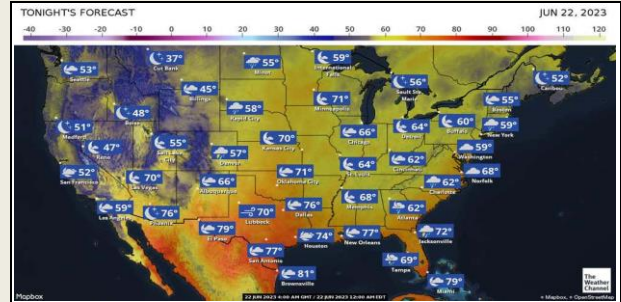 TONIGHT'S FORECAST
JUN 22, 2023
-40 -30 -20 -10 0 10 20 30 40 50 60 70 80 90 100 110 120
37°
Cut Bank
55°
Minot
59°
International Falls
53°
Seattle
45°
Billings
56°
Sault Ste. Marie
52°
Caribou
58°
Rapid City
71°
Minneapolis
55°
Boston
48°
Boise
60°
Buffalo
59°
New York
51°
Medford
47°
Reno
55°
Salt Lake City
57°
Denver
70°
Kansas City
66°
Chicago
64°
Detroit
59°
Washington
52°
San Francisco
70°
Las Vegas
66°
Albuquerque
71°
Oklahoma City
64°
St. Louis
62°
Cincinnati
68°
Norfolk
62°
Charlotte
59°
Los Angeles
76°
Phoenix
70°
Lubbock
76°
Dallas
68°
Memphis
62°
Atlanta
79°
El Paso
77°
San Antonio
74°
Houston
77°
New Orleans
72°
Jacksonville
69°
Tampa
81°
Brownsville
79°
Miami
The
Weather
Channel
Mapbox
22 JUN 2023 4:00 AM GMT / 22 JUN 2023 12:00 AM EDT
© Mapbox, © OpenStreetMap